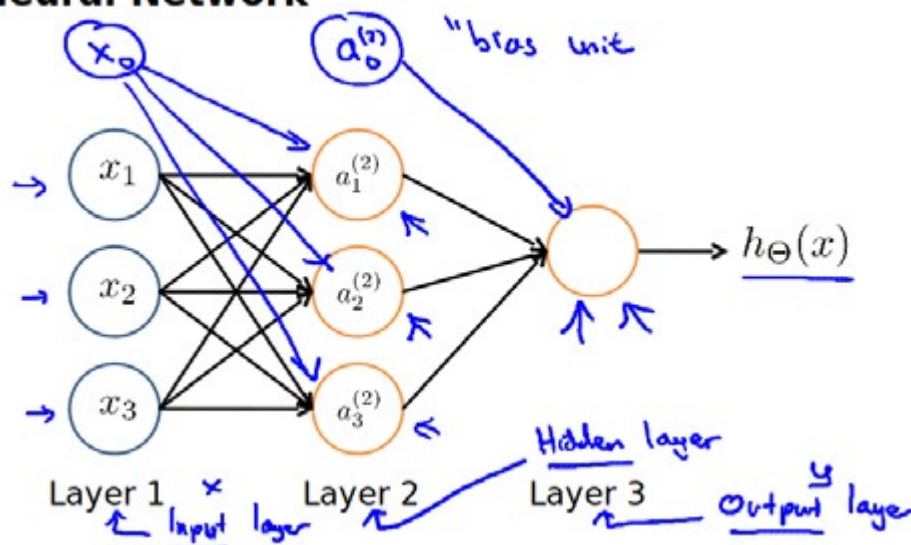 Neural Network
x₀ a₀⁽²⁾ "bias unit
x₁ a₁⁽²⁾
x₂ a₂⁽²⁾ h_Θ(x)
x₃ a₃⁽²⁾
Hidden layer
Layer 1 x Layer 2 Layer 3 y
Input layer Output layer